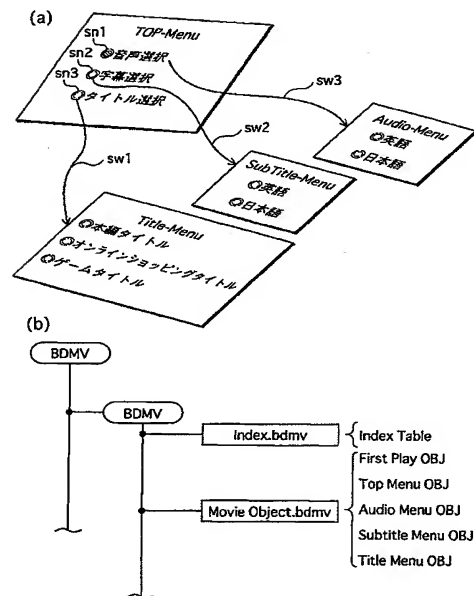 (a)
TOP-Menu
sn1
音声選択
sn2
字幕選択
sn3
タイトル選択
sw3
sw2
sw1
Audio-Menu
英語
日本語
SubTitle-Menu
英語
日本語
Title-Menu
本編タイトル
オンラインショッピングタイトル
ゲームタイトル
(b)
BDMV
BDMV
Index.bdmv
Index Table
First Play OBJ
Top Menu OBJ
Movie Object.bdmv
Audio Menu OBJ
Subtitle Menu OBJ
Title Menu OBJ